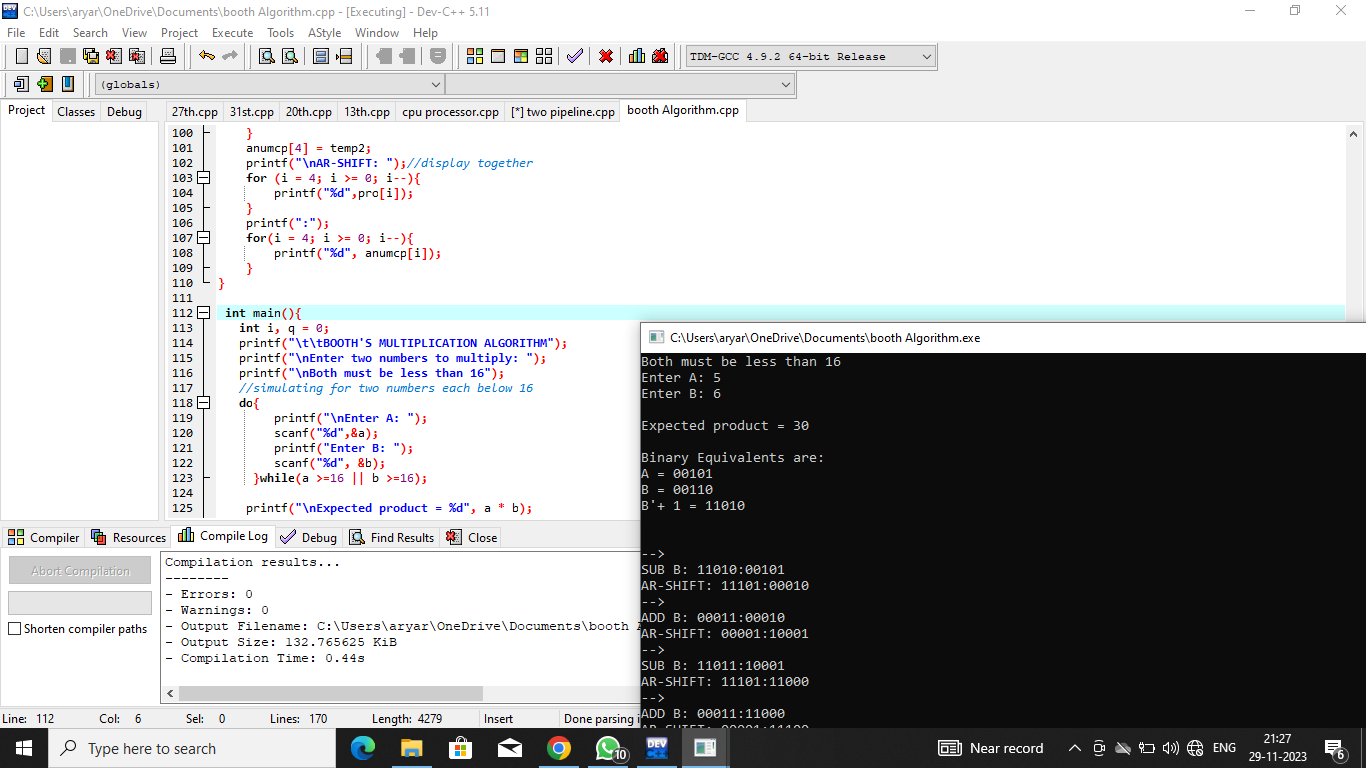 C:\Users\aryar\OneDrive\Documents\booth Algorithm.cpp - [Executing] - Dev-C++ 5.11
File Edit Search View Project Execute Tools AStyle Window Help
TDM-GCC 4.9.2 64-bit Release
(globals)
Project Classes Debug 27th.cpp 31st.cpp 20th.cpp 13th.cpp cpu processor.cpp [*] two pipeline.cpp booth Algorithm.cpp
100 }
101 anumcp[4] = temp2;
102 printf("\nAR-SHIFT: ");//display together
103 for (i = 4; i >= 0; i--){
104 printf("%d",pro[i]);
105 }
106 printf(":");
107 for(i = 4; i >= 0; i--){
108 printf("%d", anumcp[i]);
109 }
110 }
111
112 int main(){
113 int i, q = 0;
114 printf("\t\tBOOTH'S MULTIPLICATION ALGORITHM");
115 printf("\nEnter two numbers to multiply: ");
116 printf("\nBoth must be less than 16");
117 //simulating for two numbers each below 16
118 do{
119 printf("\nEnter A: ");
120 scanf("%d",&a);
121 printf("Enter B: ");
122 scanf("%d", &b);
123 }while(a >=16 || b >=16);
124
125 printf("\nExpected product = %d", a * b);
C:\Users\aryar\OneDrive\Documents\booth Algorithm.exe
Both must be less than 16
Enter A: 5
Enter B: 6
Expected product = 30
Binary Equivalents are:
A = 00101
B = 00110
B'+ 1 = 11010
-->
SUB B: 11010:00101
AR-SHIFT: 11101:00010
-->
ADD B: 00011:00010
AR-SHIFT: 00001:10001
-->
SUB B: 11011:10001
AR-SHIFT: 11101:11000
-->
ADD B: 00011:11000
AR-SHIFT: 00001:11100
Compiler Resources Compile Log Debug Find Results Close
Abort Compilation
Shorten compiler paths
Compilation results...
--------
- Errors: 0
- Warnings: 0
- Output Filename: C:\Users\aryar\OneDrive\Documents\booth
- Output Size: 132.765625 KiB
- Compilation Time: 0.44s
Line: 112 Col: 6 Sel: 0 Lines: 170 Length: 4279 Insert Done parsing
Type here to search
DEV
10
Near record
ENG
21:27
29-11-2023
6